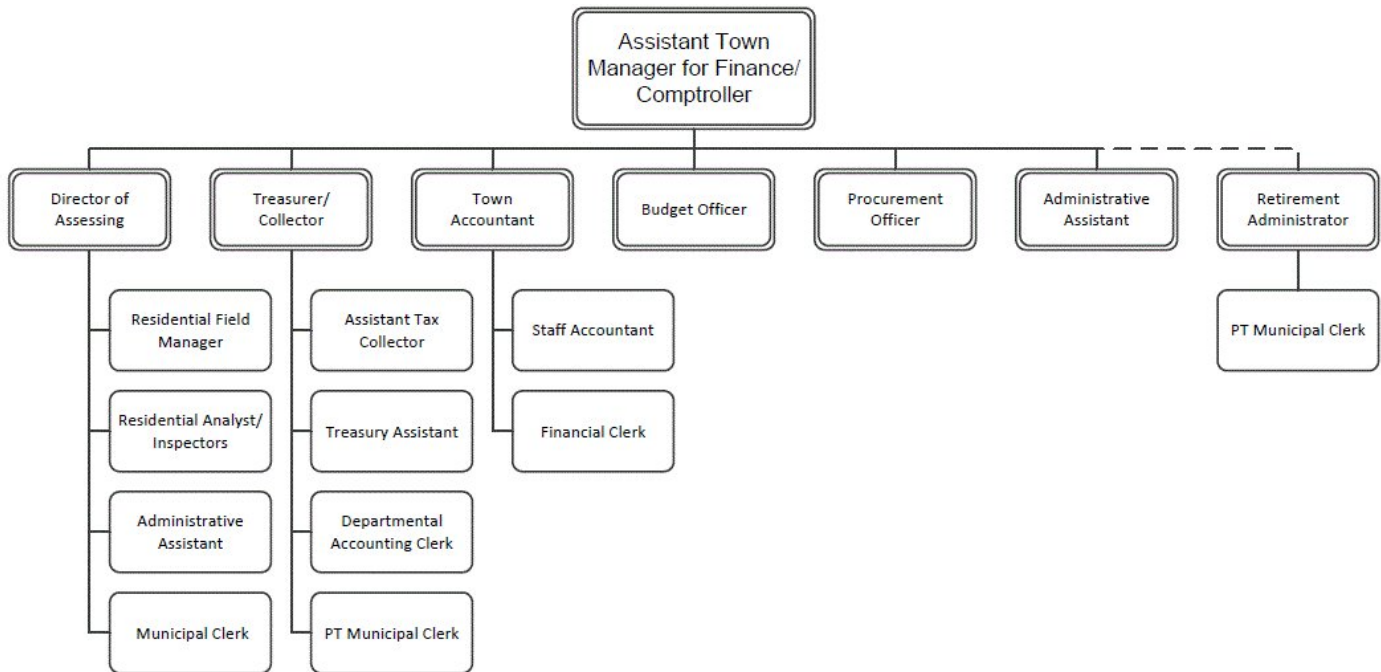 Assistant Town
Manager for Finance/
Comptroller
Director of
Assessing
Treasurer/
Collector
Town
Accountant
Budget Officer
Procurement
Officer
Administrative
Assistant
Retirement
Administrator
Residential Field
Manager
Assistant Tax
Collector
Staff Accountant
PT Municipal Clerk
Residential Analyst/
Inspectors
Treasury Assistant
Financial Clerk
Administrative
Assistant
Departmental
Accounting Clerk
Municipal Clerk
PT Municipal Clerk